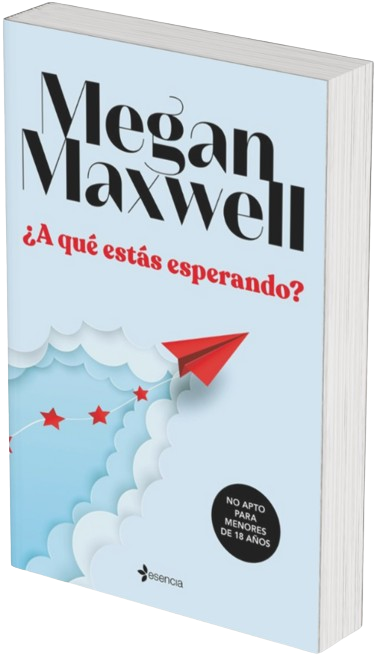 Megan
Maxwell
¿A qué estás esperando?
NO APTO
PARA
MENORES
DE 18 AÑOS
esencia